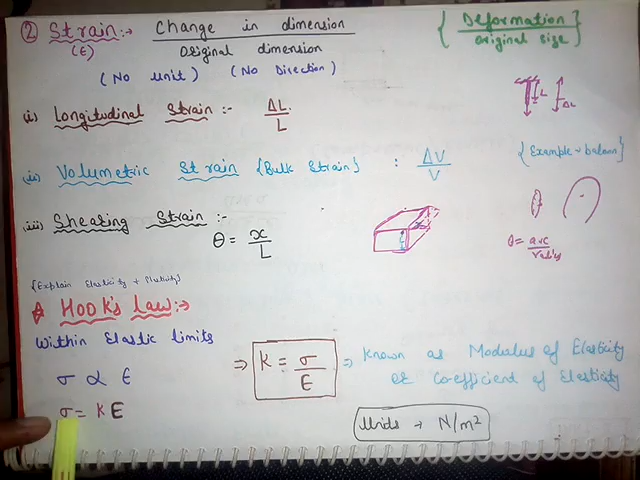 ② Strain:→ Change in dimension / Original dimension { Deformation / original size }
(ε)
(No Unit) (No Direction)
(i) Longitudinal Strain :- ΔL / L
L ΔL
(ii) Volumetric Strain {Bulk Strain} : ΔV / V {Example → baloon}
(iii) Shearing Strain :-
θ = x / L
θ = arc / radius
{Explain Elasticity + Plasticity}
HOOK's Law:→
Within Elastic limits
σ ∝ ε
σ = K E
⇒ K = σ / E ⇒ Known as Modulus of Elasticity
or Coefficient of Elasticity
Units → N/m²